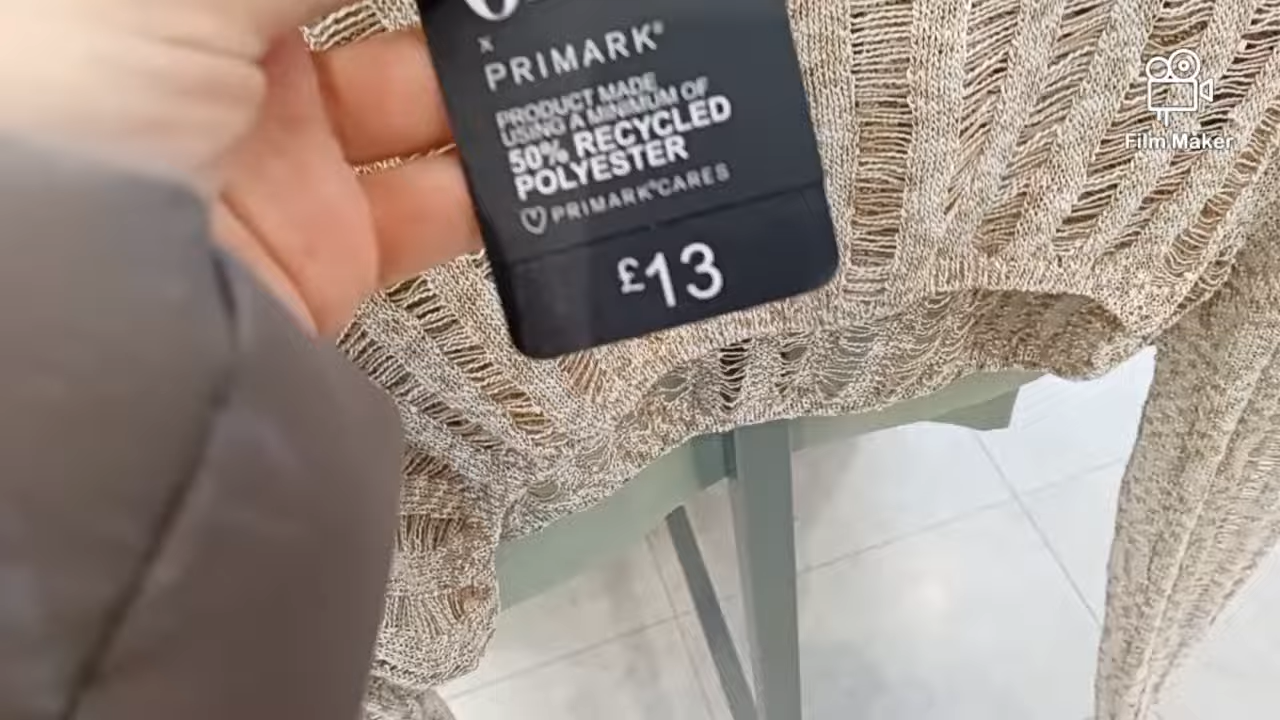 x
PRIMARK®
PRODUCT MADE
USING A MINIMUM OF
50% RECYCLED
POLYESTER
PRIMARK®CARES
£13
Film Maker